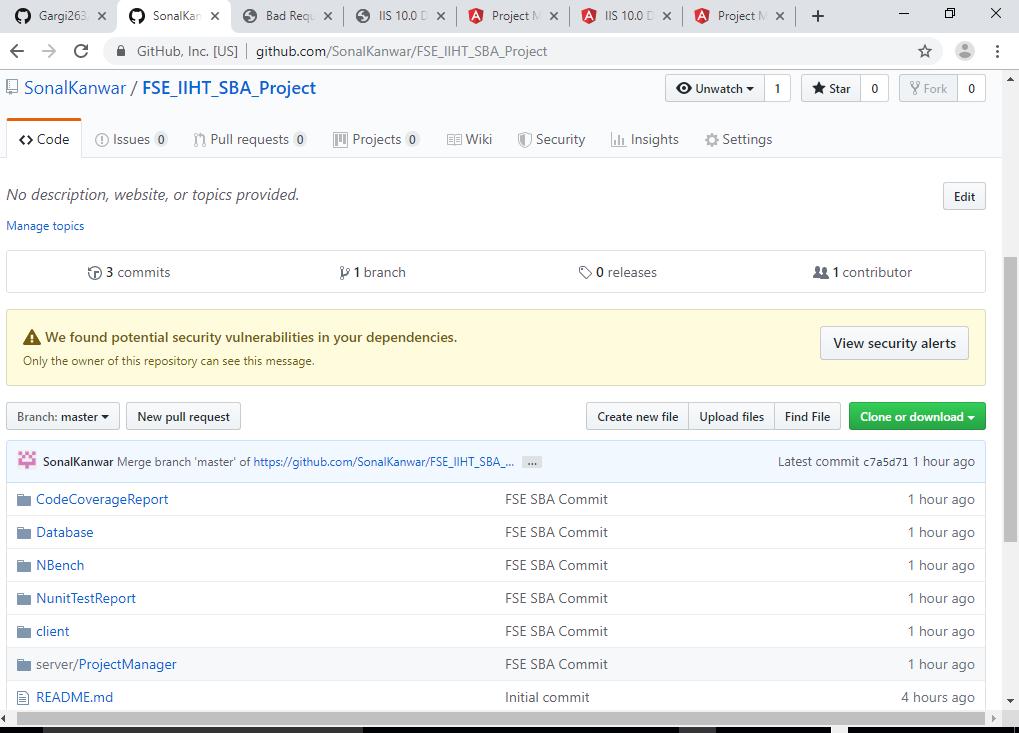 Gargi263 SonalKan Bad Requ IIS 10.0 D Project M IIS 10.0 D Project M
GitHub, Inc. [US] github.com/SonalKanwar/FSE_IIHT_SBA_Project
SonalKanwar / FSE_IIHT_SBA_Project Unwatch 1 Star 0 Fork 0
Code Issues 0 Pull requests 0 Projects 0 Wiki Security Insights Settings
No description, website, or topics provided. Edit
Manage topics
3 commits 1 branch 0 releases 1 contributor
We found potential security vulnerabilities in your dependencies.
Only the owner of this repository can see this message.
View security alerts
Branch: master New pull request Create new file Upload files Find File Clone or download
SonalKanwar Merge branch 'master' of https://github.com/SonalKanwar/FSE_IIHT_SBA_... ... Latest commit c7a5d71 1 hour ago
CodeCoverageReport FSE SBA Commit 1 hour ago
Database FSE SBA Commit 1 hour ago
NBench FSE SBA Commit 1 hour ago
NunitTestReport FSE SBA Commit 1 hour ago
client FSE SBA Commit 1 hour ago
server/ProjectManager FSE SBA Commit 1 hour ago
README.md Initial commit 4 hours ago